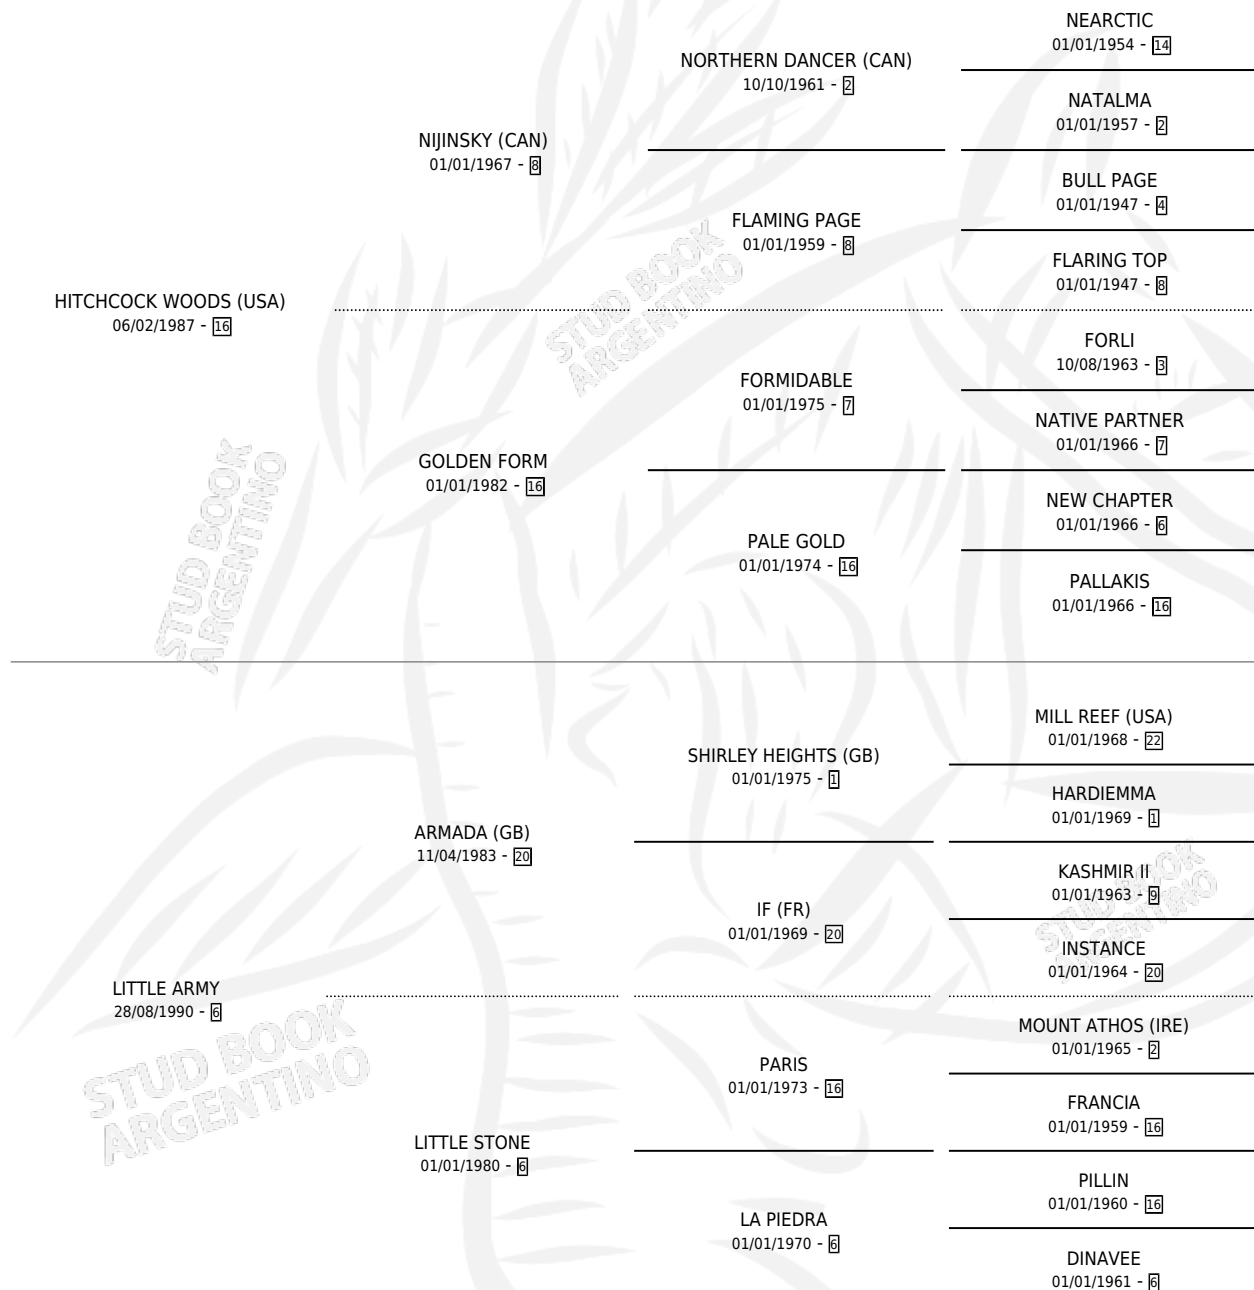 NEARCTIC
01/01/1954 - 14
NORTHERN DANCER (CAN)
10/10/1961 - 2
NATALMA
01/01/1957 - 2
NIJINSKY (CAN)
01/01/1967 - 8
BULL PAGE
01/01/1947 - 4
FLAMING PAGE
01/01/1959 - 8
FLARING TOP
01/01/1947 - 8
HITCHCOCK WOODS (USA)
06/02/1987 - 16
STUD BOOK
ARGENTINO
FORLI
10/08/1963 - 3
FORMIDABLE
01/01/1975 - 7
NATIVE PARTNER
01/01/1966 - 7
GOLDEN FORM
01/01/1982 - 16
NEW CHAPTER
01/01/1966 - 6
PALE GOLD
01/01/1974 - 16
PALLAKIS
01/01/1966 - 16
STUD BOOK
ARGENTINO
MILL REEF (USA)
01/01/1968 - 22
SHIRLEY HEIGHTS (GB)
01/01/1975 - 1
HARDIEMMA
01/01/1969 - 1
ARMADA (GB)
11/04/1983 - 20
KASHMIR II
01/01/1963 - 9
IF (FR)
01/01/1969 - 20
INSTANCE
01/01/1964 - 20
STUD BOOK
ARGENTINO
LITTLE ARMY
28/08/1990 - 6
MOUNT ATHOS (IRE)
01/01/1965 - 2
PARIS
01/01/1973 - 16
FRANCIA
01/01/1959 - 16
STUD BOOK
ARGENTINO
LITTLE STONE
01/01/1980 - 6
PILLIN
01/01/1960 - 16
LA PIEDRA
01/01/1970 - 6
DINAVEE
01/01/1961 - 6